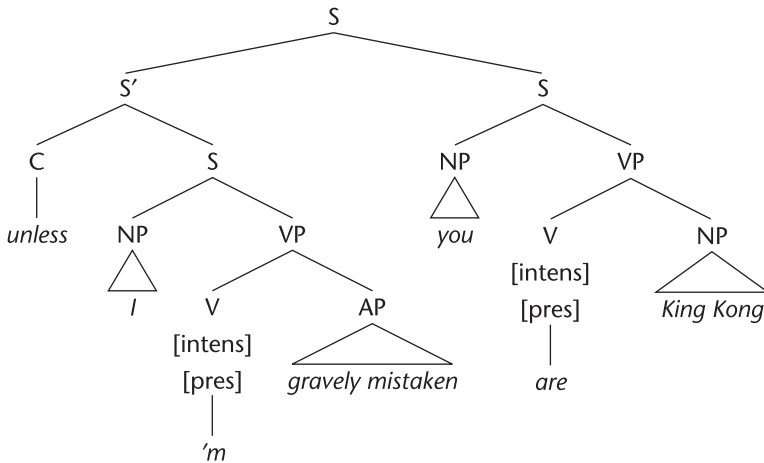 S
S′ S
C S NP VP
unless NP VP you V NP
[intens]
I V AP [pres] King Kong
[intens]
[pres] gravely mistaken are
'm